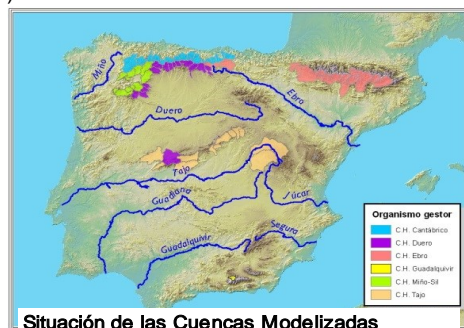 Miño
Duero
Ebro
Tajo
Guadiana
Júcar
Guadalquivir
Segura
Organismo gestor
C.H. Cantábrico
C.H. Duero
C.H. Ebro
C.H. Guadalquivir
C.H. Miño-Sil
C.H. Tajo
Situación de las Cuencas Modelizadas